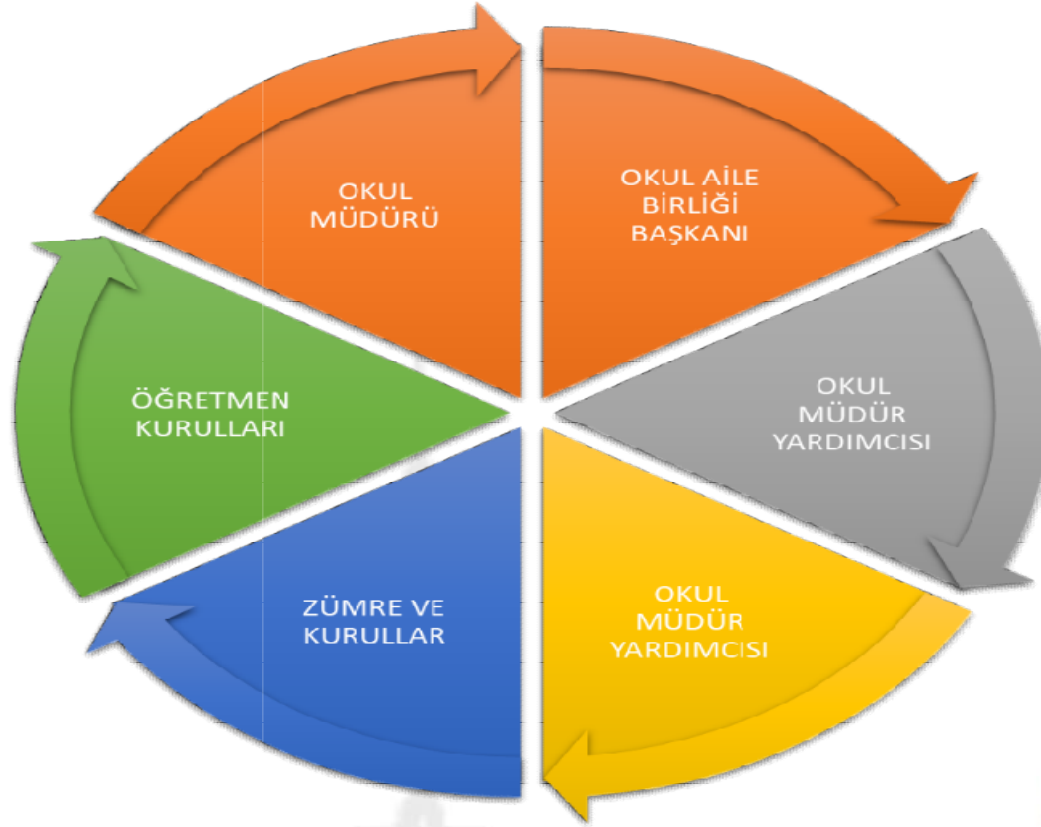 OKUL
MÜDÜRÜ
OKUL AİLE
BİRLİĞİ
BAŞKANI
OKUL
MÜDÜR
YARDIMCISI
OKUL
MÜDÜR
YARDIMCISI
ZÜMRE VE
KURULLAR
ÖĞRETMEN
KURULLARI